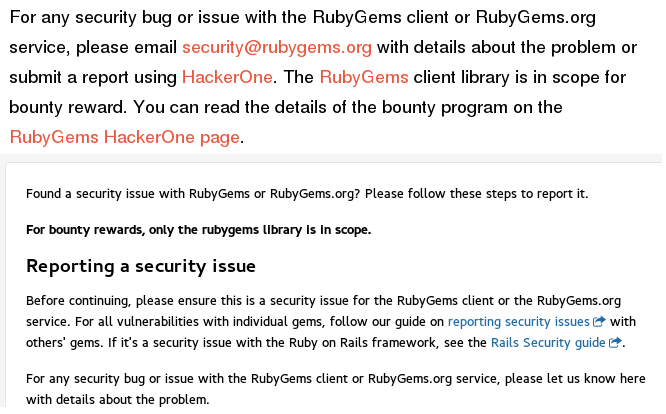 For any security bug or issue with the RubyGems client or RubyGems.org
service, please email security@rubygems.org with details about the problem or
submit a report using HackerOne. The RubyGems client library is in scope for
bounty reward. You can read the details of the bounty program on the
RubyGems HackerOne page.
Found a security issue with RubyGems or RubyGems.org? Please follow these steps to report it.
For bounty rewards, only the rubygems library is in scope.
Reporting a security issue
Before continuing, please ensure this is a security issue for the RubyGems client or the RubyGems.org
service. For all vulnerabilities with individual gems, follow our guide on reporting security issues with
others' gems. If it's a security issue with the Ruby on Rails framework, see the Rails Security guide.
For any security bug or issue with the RubyGems client or RubyGems.org service, please let us know here
with details about the problem.